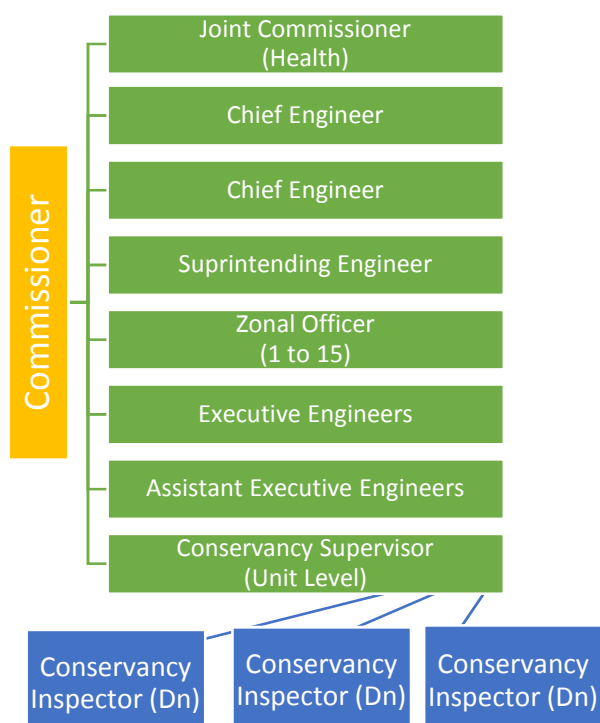 Commissioner
Joint Commissioner
(Health)
Chief Engineer
Chief Engineer
Suprintending Engineer
Zonal Officer
(1 to 15)
Executive Engineers
Assistant Executive Engineers
Conservancy Supervisor
(Unit Level)
Conservancy
Inspector (Dn)
Conservancy
Inspector (Dn)
Conservancy
Inspector (Dn)